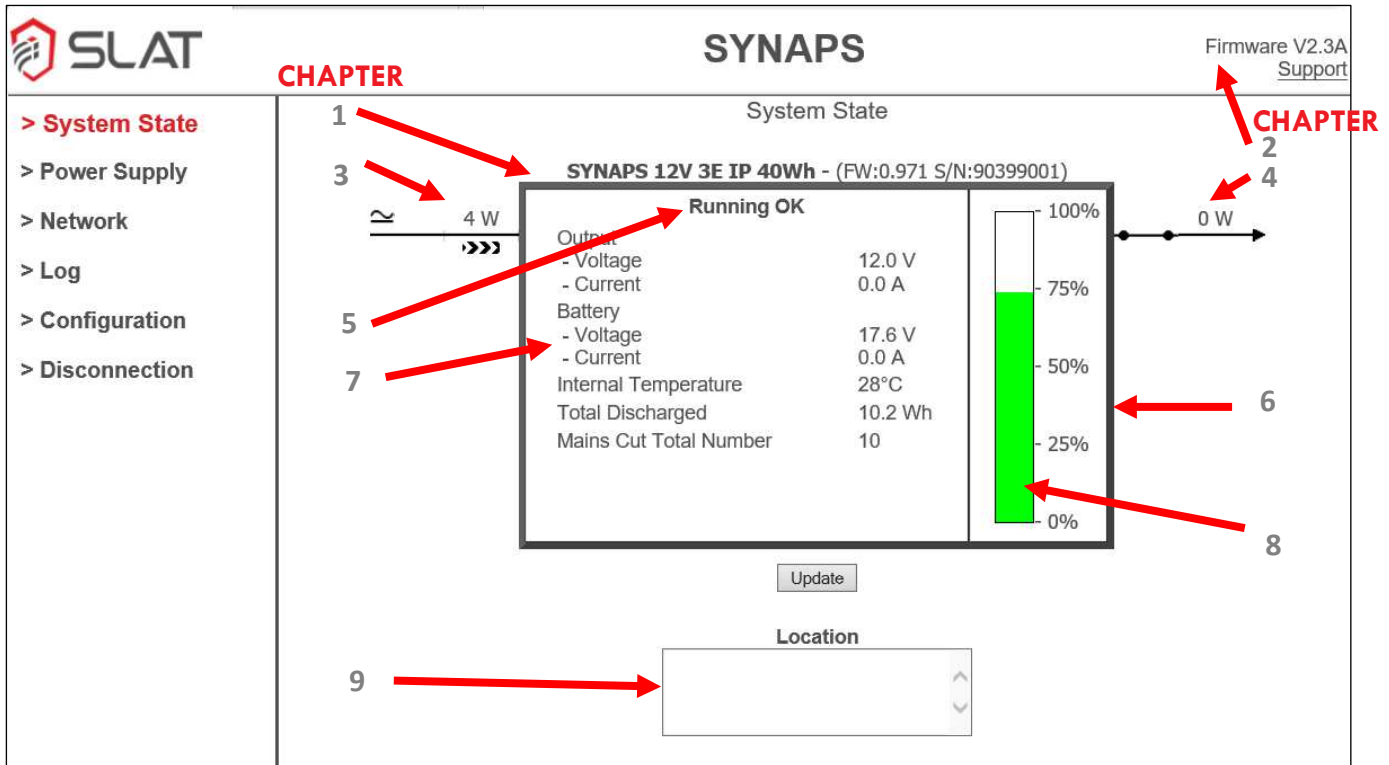 SLAT
SYNAPS
Firmware V2.3A
Support
CHAPTER
1
CHAPTER
2
3
4
5
6
7
8
9
> System State
> Power Supply
> Network
> Log
> Configuration
> Disconnection
System State
SYNAPS 12V 3E IP 40Wh - (FW:0.971 S/N:90399001)
4 W
Running OK
Output
- Voltage 12.0 V
- Current 0.0 A
Battery
- Voltage 17.6 V
- Current 0.0 A
Internal Temperature 28°C
Total Discharged 10.2 Wh
Mains Cut Total Number 10
- 100%
- 75%
- 50%
- 25%
- 0%
0 W
Update
Location